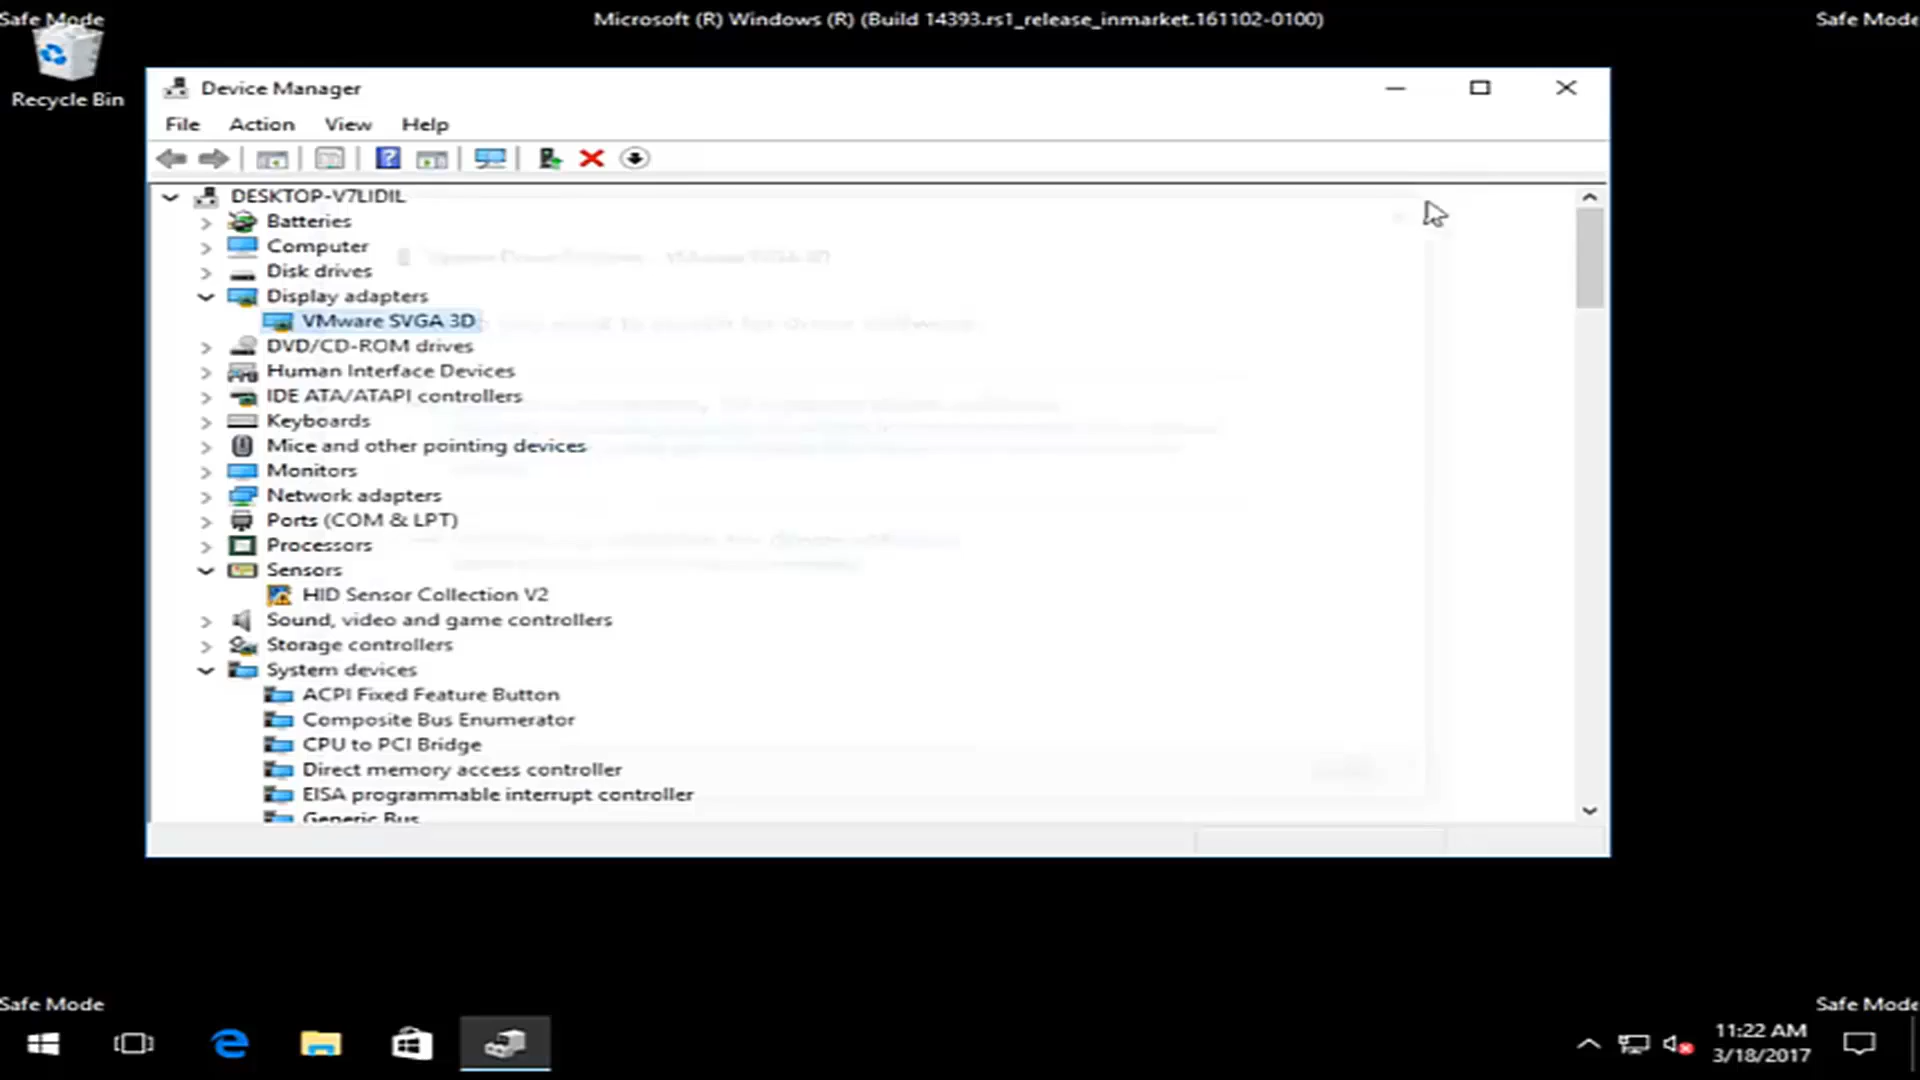 Safe Mode
Microsoft (R) Windows (R) (Build 14393.rs1_release_inmarket.161102-0100)
Safe Mode
Recycle Bin
Device Manager
File Action View Help
DESKTOP-V7LIDIL
Batteries
Computer
Disk drives
Display adapters
VMware SVGA 3D
DVD/CD-ROM drives
Human Interface Devices
IDE ATA/ATAPI controllers
Keyboards
Mice and other pointing devices
Monitors
Network adapters
Ports (COM & LPT)
Processors
Sensors
HID Sensor Collection V2
Sound, video and game controllers
Storage controllers
System devices
ACPI Fixed Feature Button
Composite Bus Enumerator
CPU to PCI Bridge
Direct memory access controller
EISA programmable interrupt controller
Generic Bus
Safe Mode
Safe Mode
11:22 AM
3/18/2017